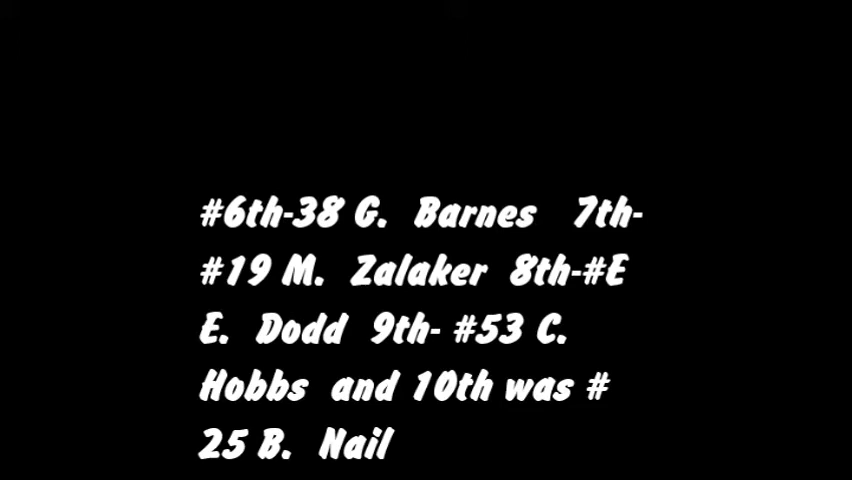 #6th-38 G. Barnes 7th-
#19 M. Zalaker 8th-#E
E. Dodd 9th- #53 C.
Hobbs and 10th was #
25 B. Nail